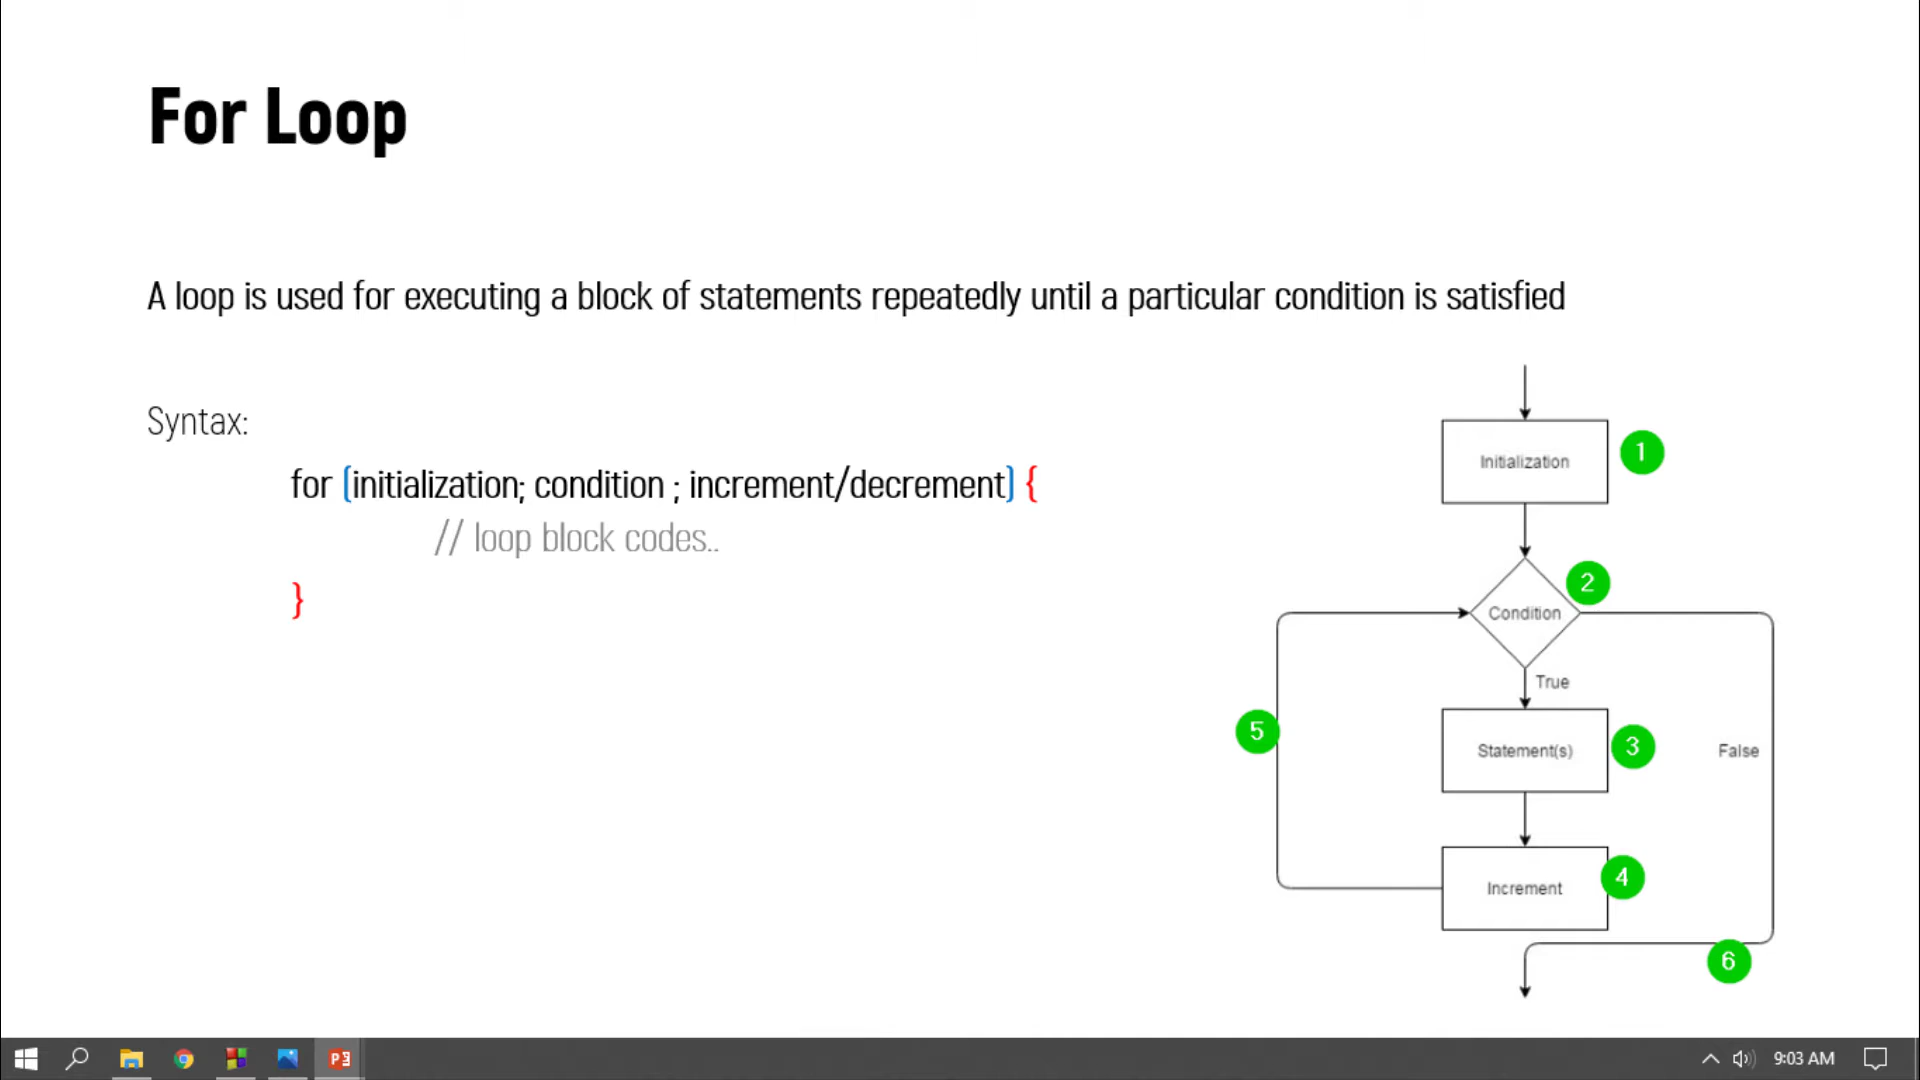 For Loop
A loop is used for executing a block of statements repeatedly until a particular condition is satisfied
Syntax:
for (initialization; condition ; increment/decrement) {
// loop block codes..
}
Initialization
1
2
Condition
True
5
Statement(s)
3
False
Increment
4
6
P3
9:03 AM